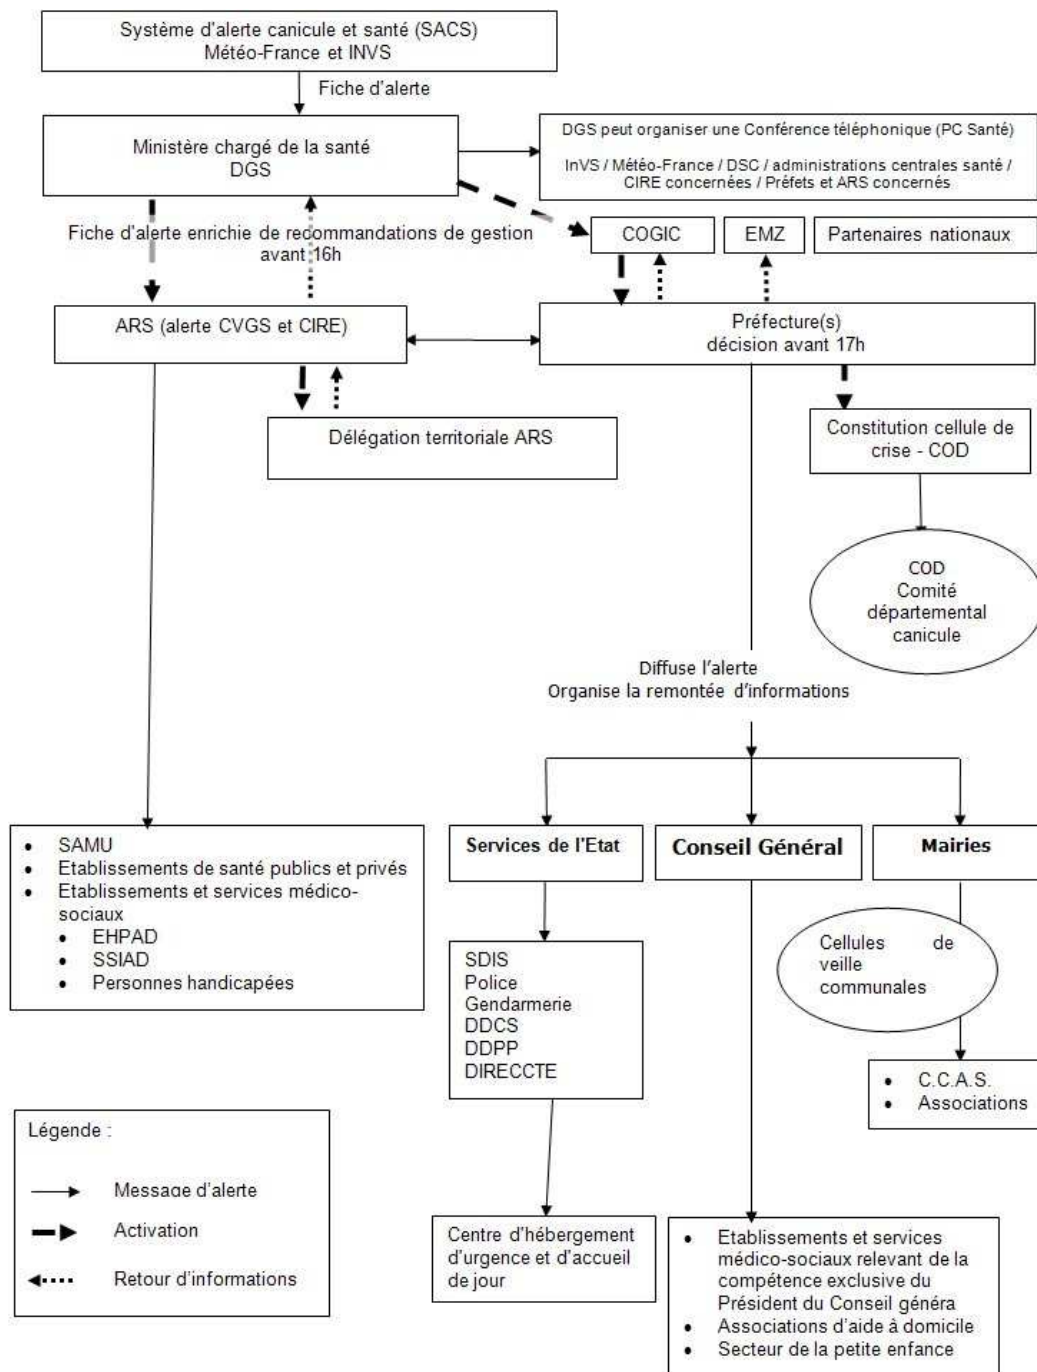 Système d'alerte canicule et santé (SACS)
Météo-France et INVS
Fiche d'alerte
Ministère chargé de la santé
DGS
DGS peut organiser une Conférence téléphonique (PC Santé)
InVS / Météo-France / DSC / administrations centrales santé /
CIRE concernées / Préfets et ARS concernés
Fiche d'alerte enrichie de recommandations de gestion
avant 16h
COGIC
EMZ
Partenaires nationaux
ARS (alerte CVGS et CIRE)
Préfecture(s)
décision avant 17h
Délégation territoriale ARS
Constitution cellule de
crise - COD
COD
Comité
départemental
canicule
Diffuse l'alerte
Organise la remontée d'informations
• SAMU
• Etablissements de santé publics et privés
• Etablissements et services médico-
sociaux
• EHPAD
• SSIAD
• Personnes handicapées
Services de l'Etat
Conseil Général
Mairies
SDIS
Police
Gendarmerie
DDCS
DDPP
DIRECCTE
Cellules de
veille
communales
• C.C.A.S.
• Associations
Légende :
Message d'alerte
Activation
Retour d'informations
Centre d'hébergement
d'urgence et d'accueil
de jour
• Etablissements et services
médico-sociaux relevant de la
compétence exclusive du
Président du Conseil généra
• Associations d'aide à domicile
• Secteur de la petite enfance